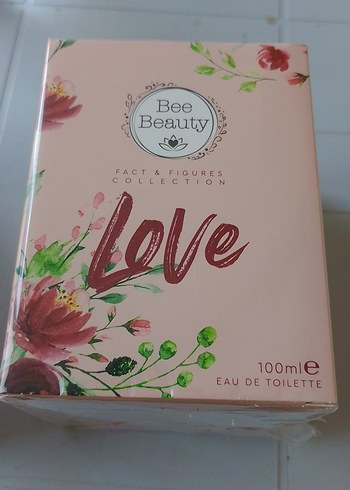 Bee
Beauty
FACT & FIGURES
COLLECTION
Love
100ml℮
EAU DE TOILETTE